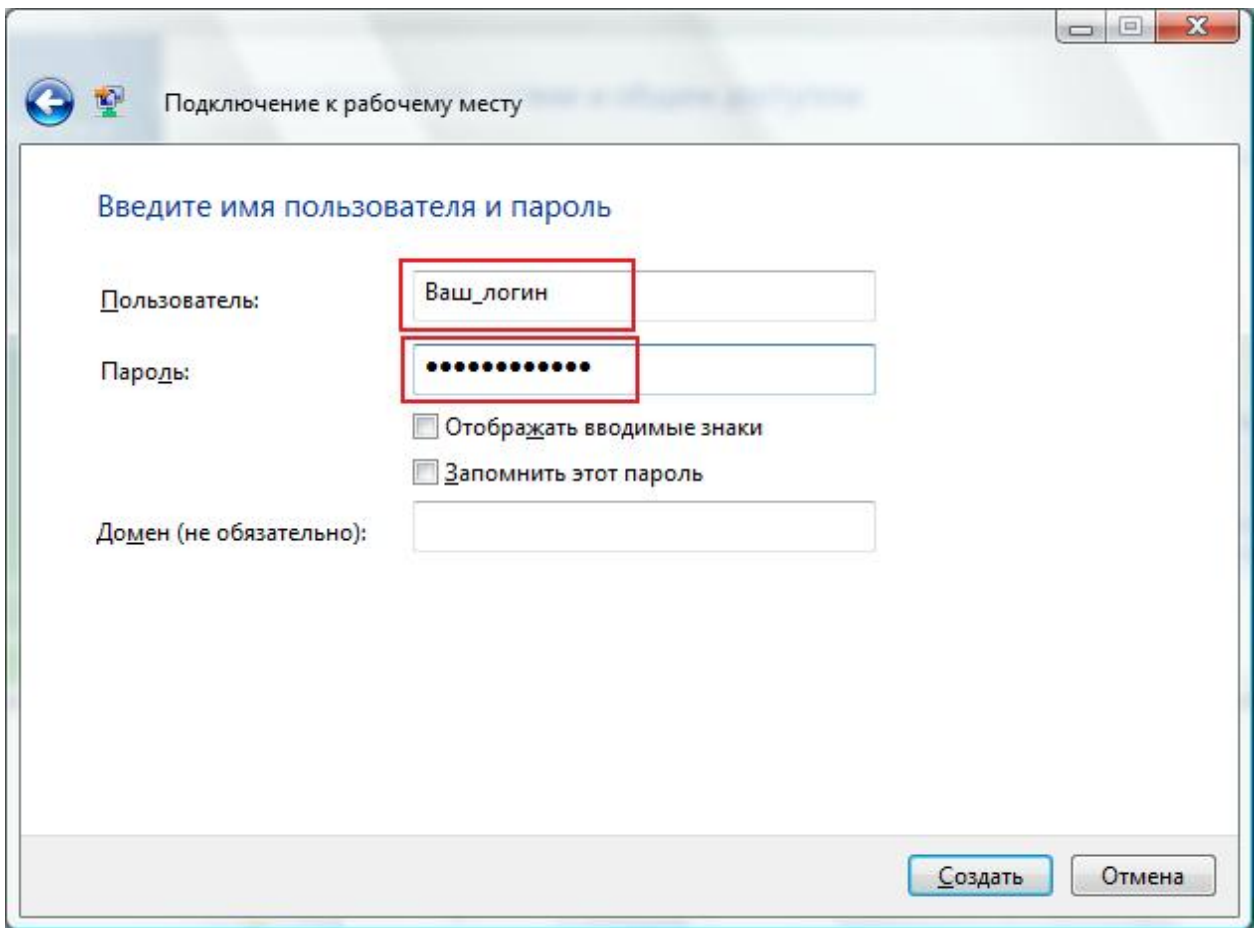 Подключение к рабочему месту
Введите имя пользователя и пароль
Пользователь: Ваш_логин
Пароль: ●●●●●●●●●●●●
Отображать вводимые знаки
Запомнить этот пароль
Домен (не обязательно):
Создать Отмена